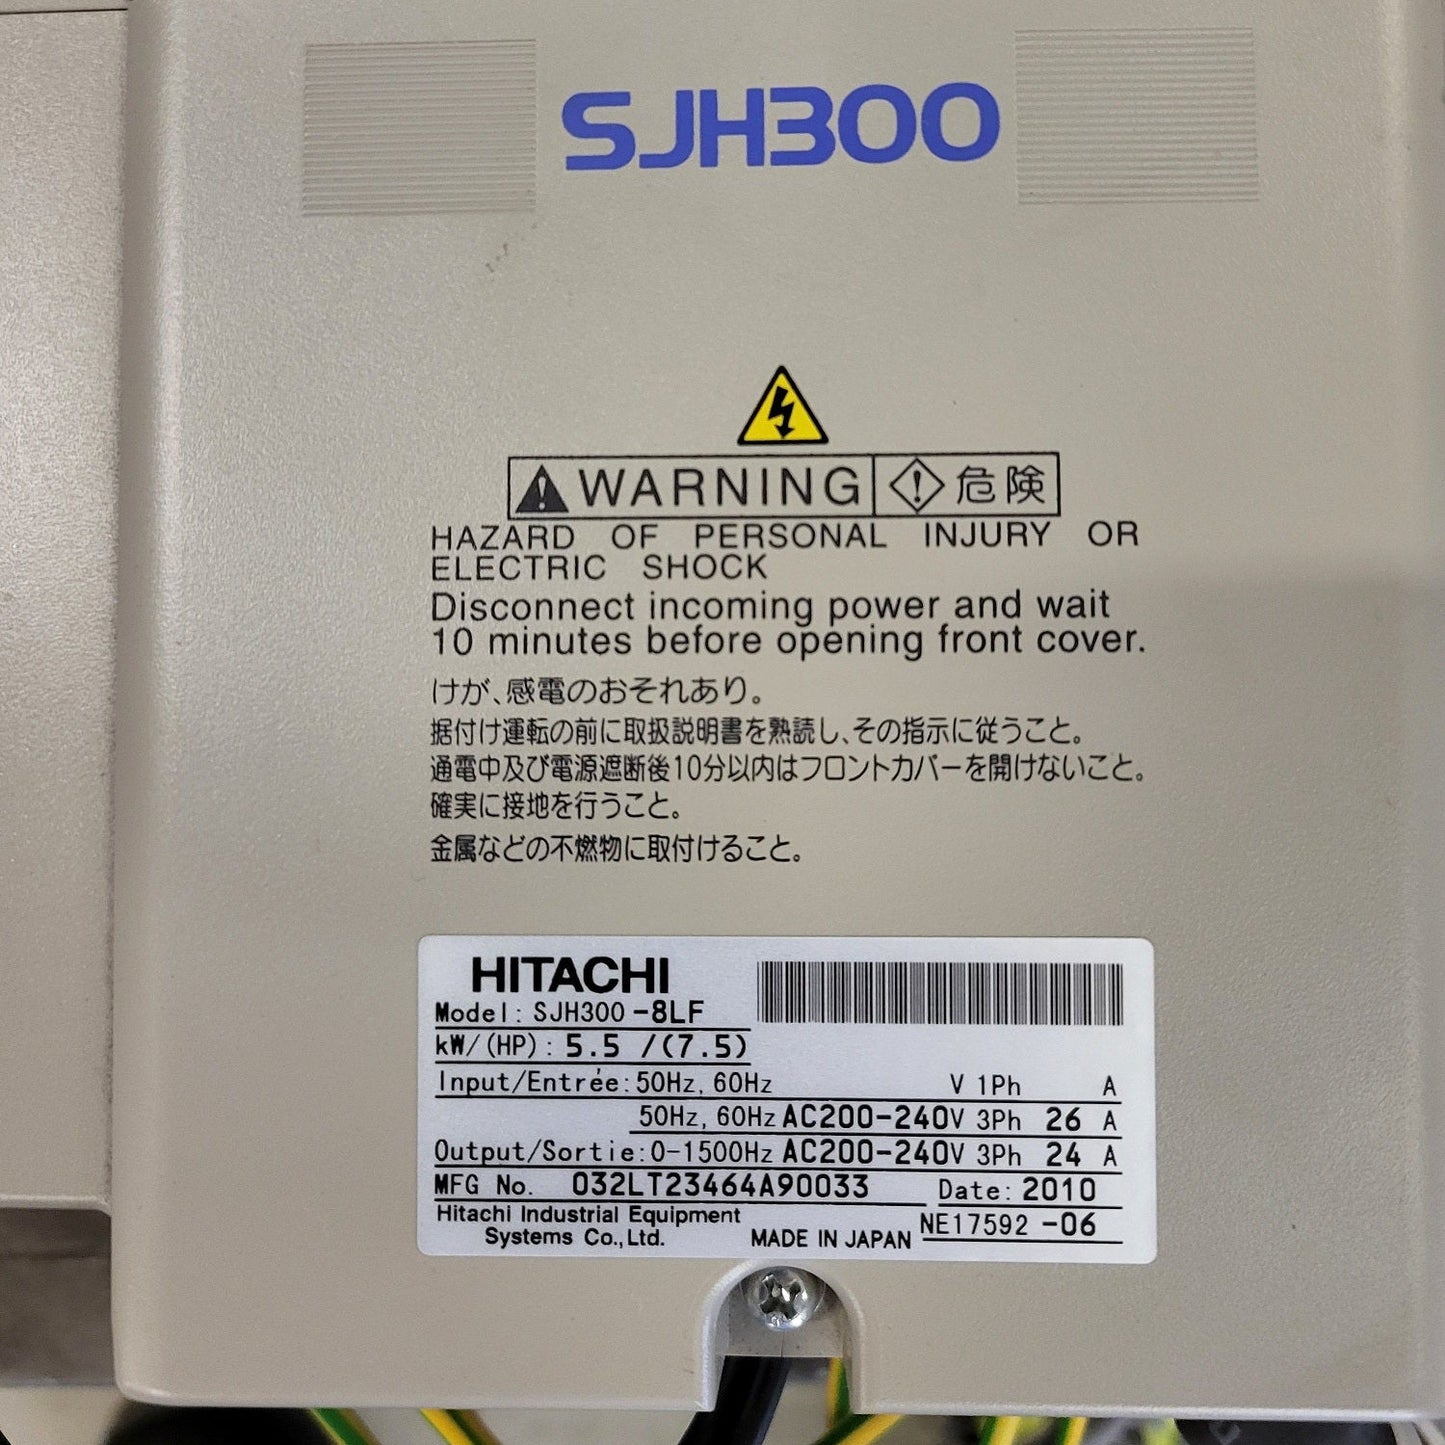 SJH300
WARNING 危険
HAZARD OF PERSONAL INJURY OR
ELECTRIC SHOCK
Disconnect incoming power and wait
10 minutes before opening front cover.
けが、感電のおそれあり。
据付け運転の前に取扱説明書を熟読し、その指示に従うこと。
通電中及び電源遮断後10分以内はフロントカバーを開けないこと。
確実に接地を行うこと。
金属などの不燃物に取付けること。
HITACHI
Model: SJH300-8LF
kW/(HP): 5.5 /(7.5)
Input/Entrée: 50Hz, 60Hz V 1Ph A
50Hz, 60Hz AC200-240V 3Ph 26 A
Output/Sortie: 0-1500Hz AC200-240V 3Ph 24 A
MFG No. 032LT23464A90033 Date: 2010
Hitachi Industrial Equipment
Systems Co., Ltd. MADE IN JAPAN NE17592 -06